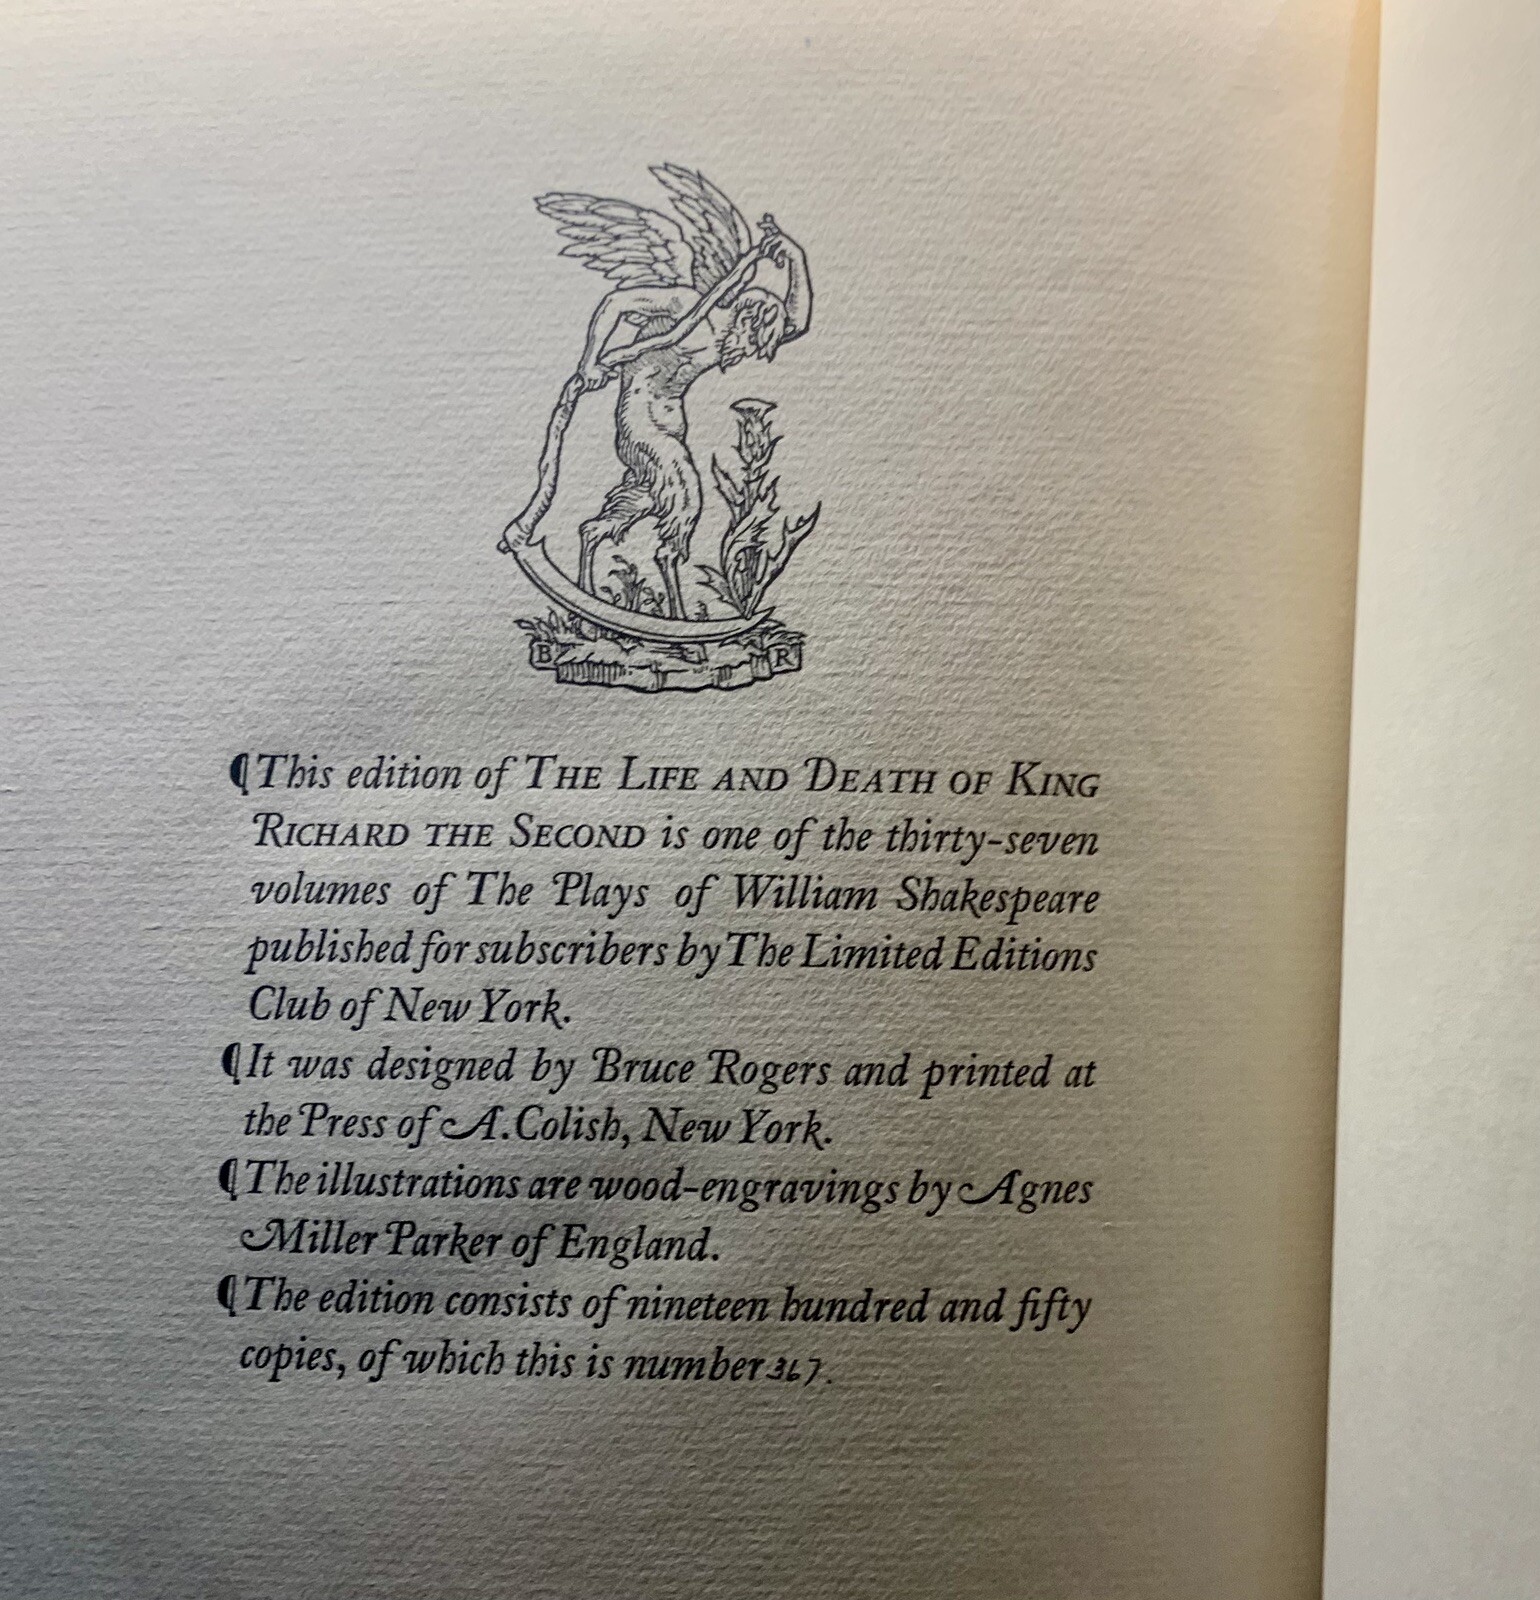 B R
¶This edition of THE LIFE AND DEATH OF KING
RICHARD THE SECOND is one of the thirty-seven
volumes of The Plays of William Shakespeare
published for subscribers by The Limited Editions
Club of New York.
¶It was designed by Bruce Rogers and printed at
the Press of A. Colish, New York.
¶The illustrations are wood-engravings by Agnes
Miller Parker of England.
¶The edition consists of nineteen hundred and fifty
copies, of which this is number 367.